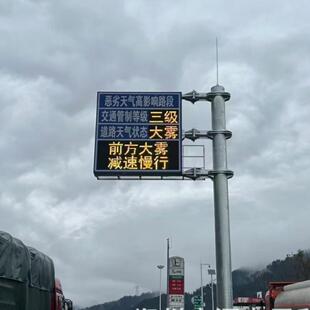 恶劣天气高影响路段
交通管制等级 三级
道路天气状态 大雾
前方大雾
减速慢行